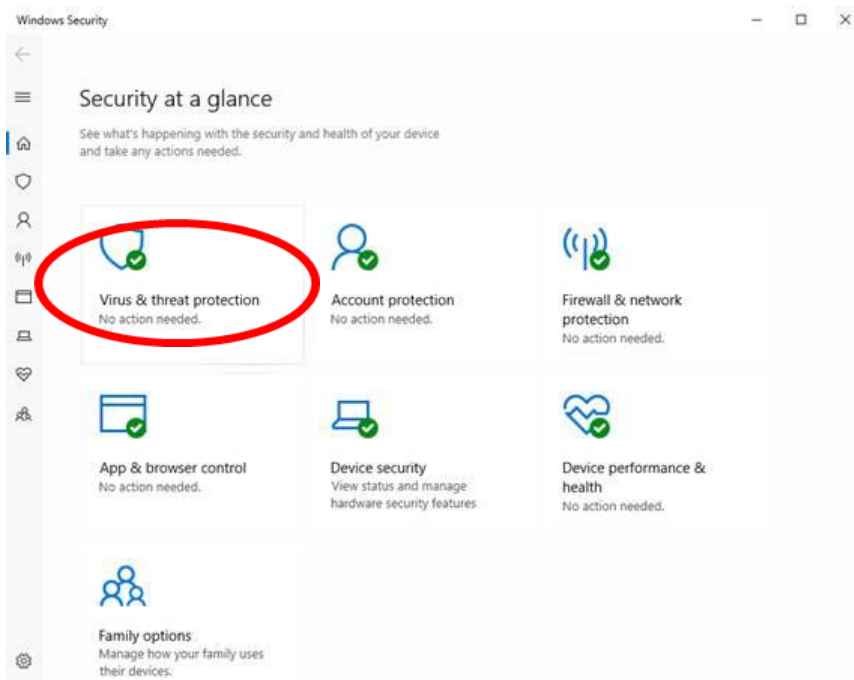 Windows Security
Security at a glance
See what's happening with the security and health of your device
and take any actions needed.
Virus & threat protection
No action needed.
Account protection
No action needed.
Firewall & network
protection
No action needed.
App & browser control
No action needed.
Device security
View status and manage
hardware security features
Device performance &
health
No action needed.
Family options
Manage how your family uses
their devices.